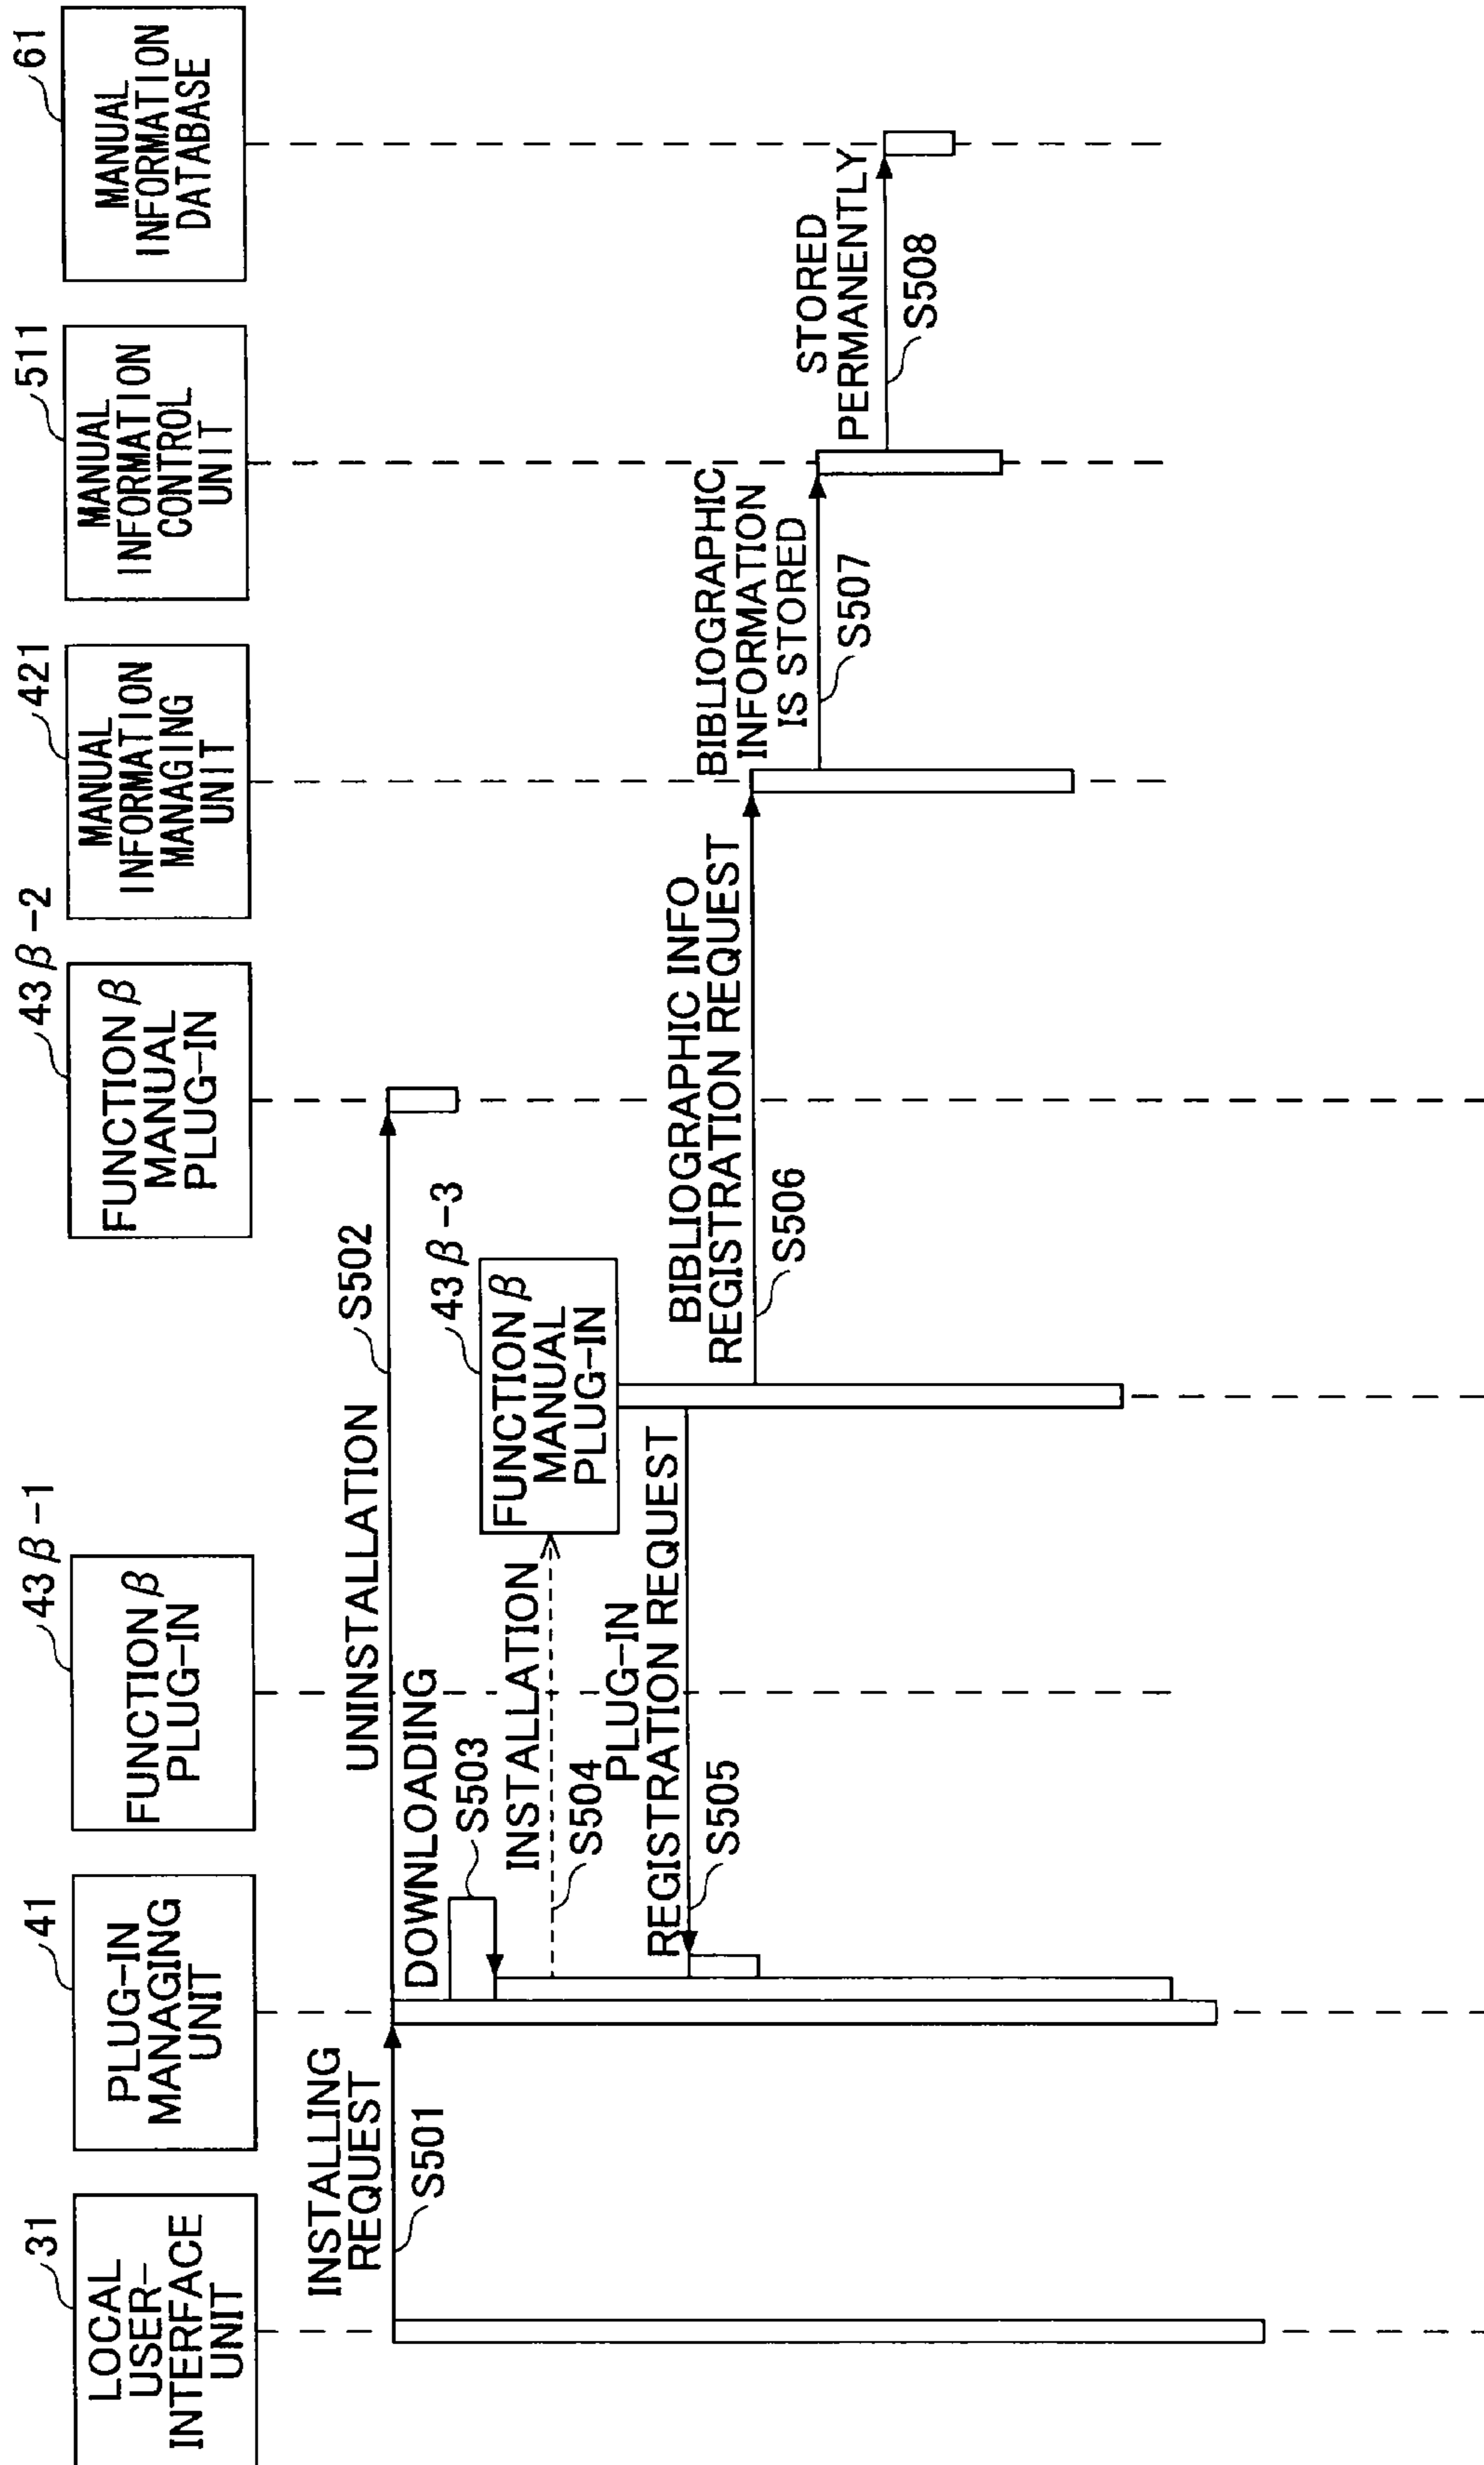 31
LOCAL
USER-
INTERFACE
UNIT
41
PLUG-IN
MANAGING
UNIT
43β-1
FUNCTION β
PLUG-IN
43β-2
FUNCTION β
MANUAL
PLUG-IN
421
MANUAL
INFORMATION
MANAGING
UNIT
511
MANUAL
INFORMATION
CONTROL
UNIT
61
MANUAL
INFORMATION
DATABASE
INSTALLING
REQUEST
S501
UNINSTALLATION
S502
DOWNLOADING
S503
INSTALLATION
S504
43β-3
FUNCTION β
MANUAL
PLUG-IN
PLUG-IN
REGISTRATION REQUEST
S505
BIBLIOGRAPHIC INFO
REGISTRATION REQUEST
S506
BIBLIOGRAPHIC
INFORMATION
IS STORED
S507
STORED
PERMANENTLY
S508